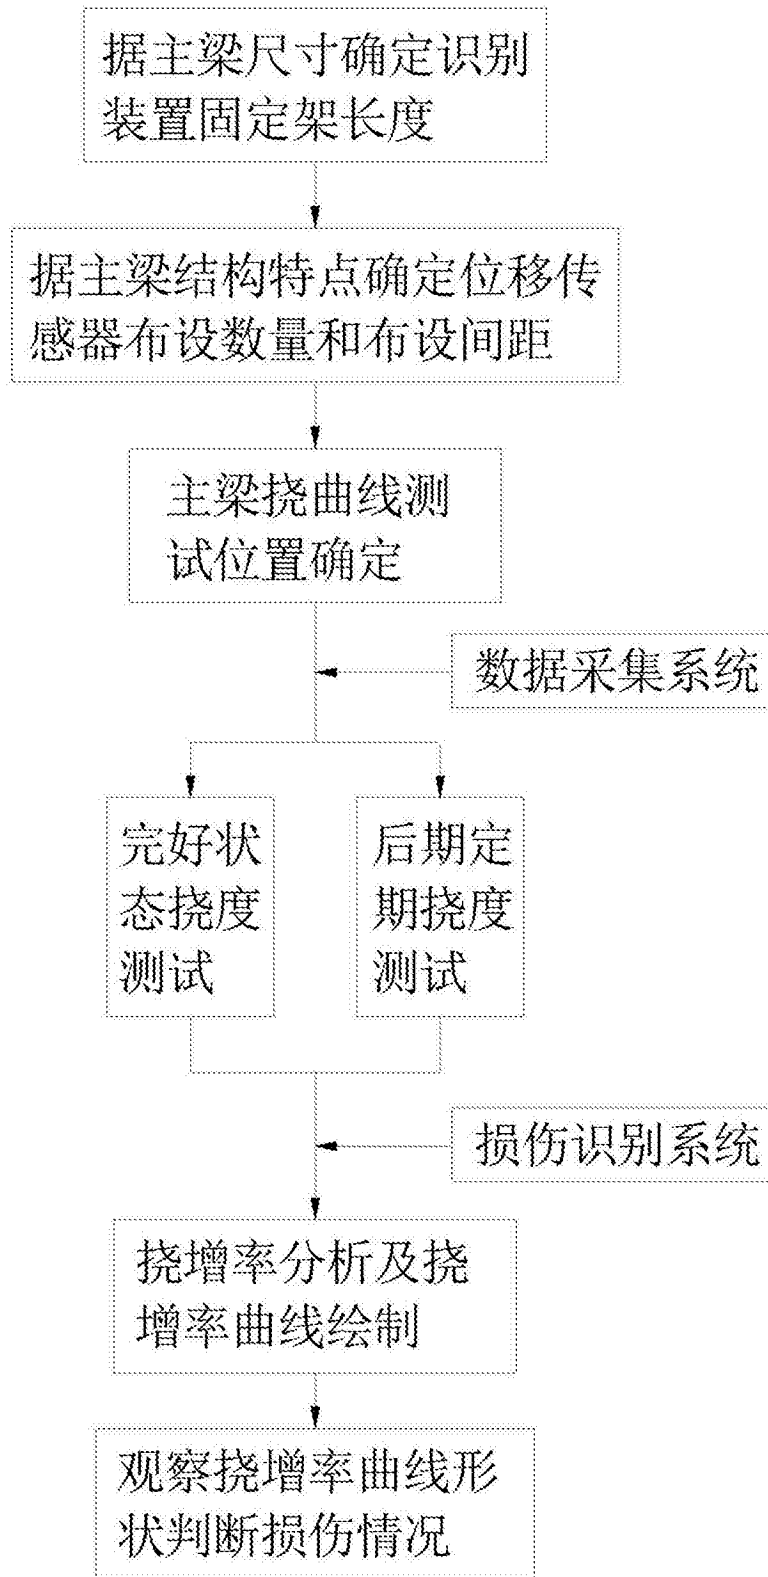 据主梁尺寸确定识别
装置固定架长度
据主梁结构特点确定位移传
感器布设数量和布设间距
主梁挠曲线测
试位置确定
数据采集系统
完好状
态挠度
测试
后期定
期挠度
测试
损伤识别系统
挠增率分析及挠
增率曲线绘制
观察挠增率曲线形
状判断损伤情况